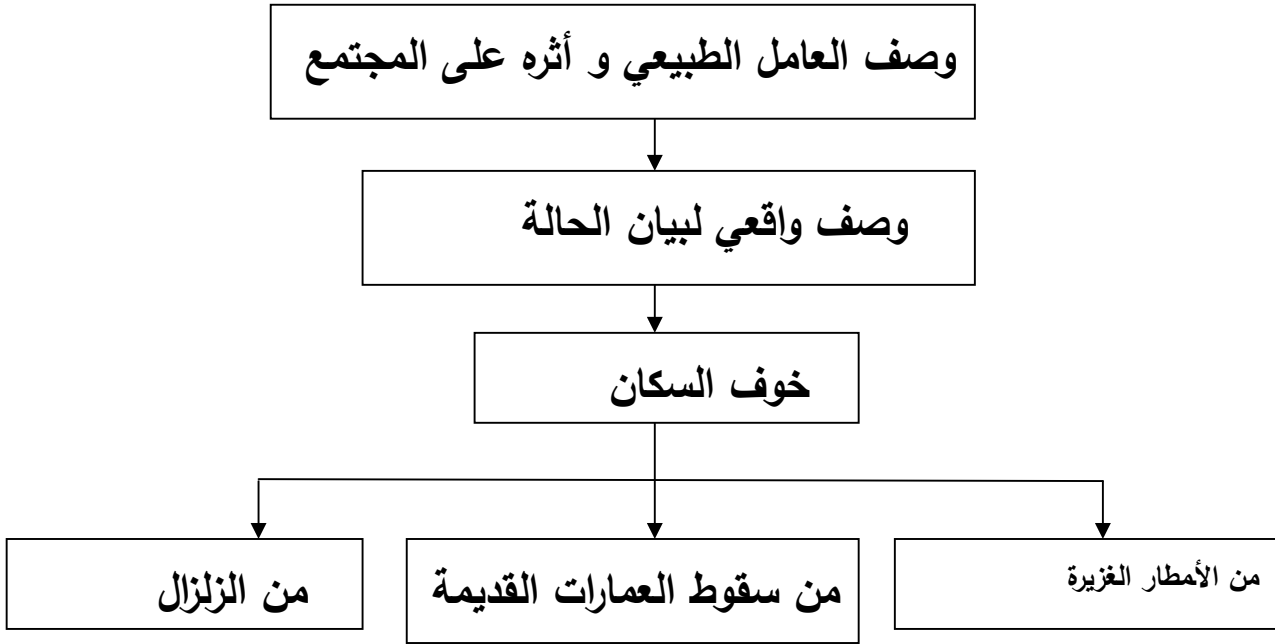 وصف العامل الطبيعي و أثره على المجتمع
وصف واقعي لبيان الحالة
خوف السكان
من الأمطار الغزيرة
من سقوط العمارات القديمة
من الزلزال